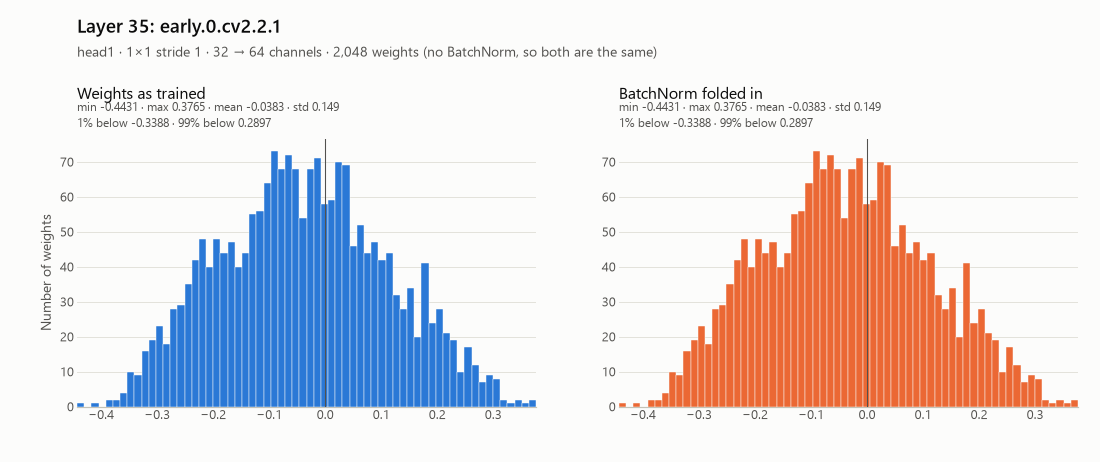 Layer 35: early.0.cv2.2.1
head1 · 1×1 stride 1 · 32 → 64 channels · 2,048 weights (no BatchNorm, so both are the same)
Weights as trained
min -0.4431 · max 0.3765 · mean -0.0383 · std 0.149
1% below -0.3388 · 99% below 0.2897
Number of weights
70
60
50
40
30
20
10
0
−0.4 −0.3 −0.2 −0.1 0.0 0.1 0.2 0.3
BatchNorm folded in
min -0.4431 · max 0.3765 · mean -0.0383 · std 0.149
1% below -0.3388 · 99% below 0.2897
70
60
50
40
30
20
10
0
−0.4 −0.3 −0.2 −0.1 0.0 0.1 0.2 0.3